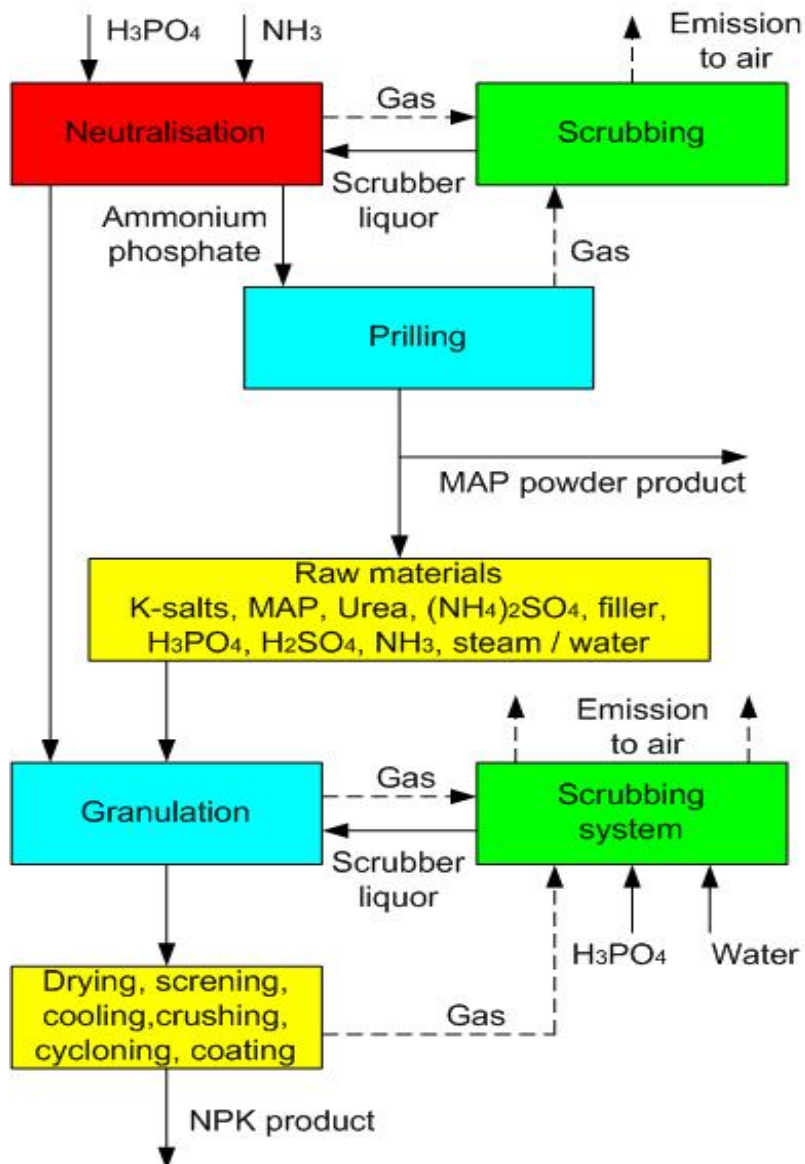 H₃PO₄
NH₃
Emission
to air
Neutralisation
Gas
Scrubbing
Scrubber
liquor
Ammonium
phosphate
Gas
Prilling
MAP powder product
Raw materials
K-salts, MAP, Urea, (NH₄)₂SO₄, filler,
H₃PO₄, H₂SO₄, NH₃, steam / water
Emission
to air
Granulation
Gas
Scrubbing
system
Scrubber
liquor
H₃PO₄
Water
Drying, screning,
cooling,crushing,
cycloning, coating
Gas
NPK product